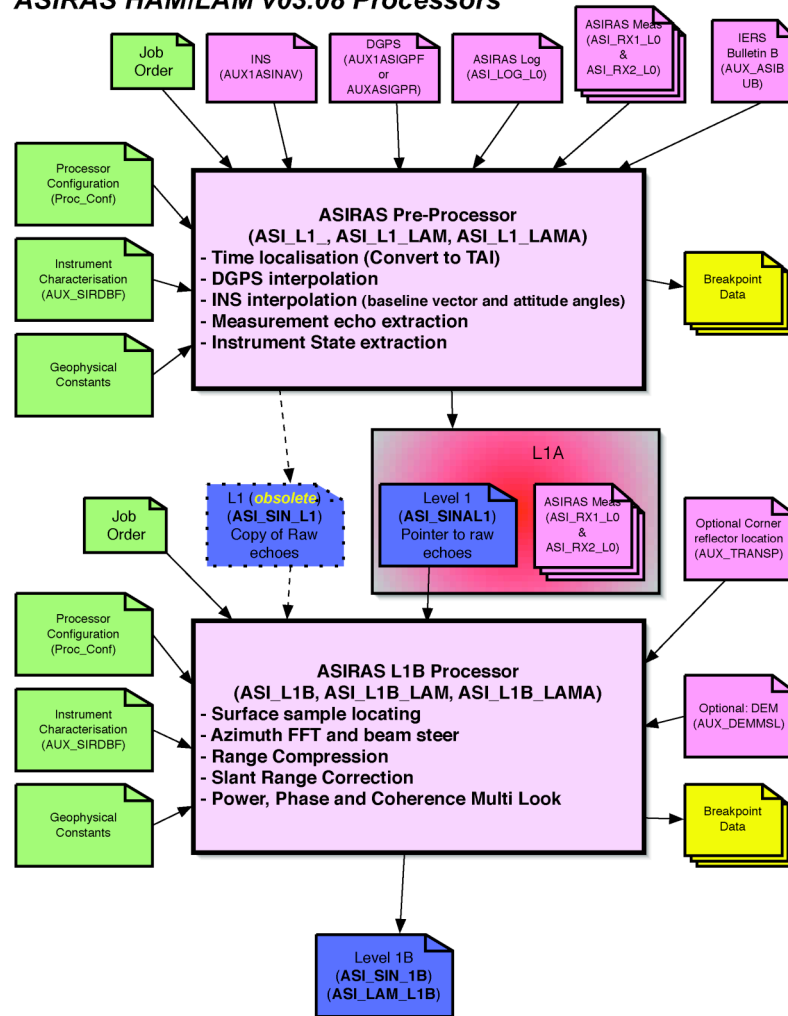 ASIRAS HAM/LAM v03.08 Processors
Job
Order
INS
(AUX1ASINAV)
DGPS
(AUX1ASIGPF
or
AUXASIGPR)
ASIRAS Log
(ASI_LOG_L0)
ASIRAS Meas
(ASI_RX1_L0
&
ASI_RX2_L0)
IERS
Bulletin B
(AUX_ASIB
UB)
Processor
Configuration
(Proc_Conf)
Instrument
Characterisation
(AUX_SIRDBF)
Geophysical
Constants
ASIRAS Pre-Processor
(ASI_L1_, ASI_L1_LAM, ASI_L1_LAMA)
- Time localisation (Convert to TAI)
- DGPS interpolation
- INS interpolation (baseline vector and attitude angles)
- Measurement echo extraction
- Instrument State extraction
Breakpoint
Data
L1A
L1 (obsolete)
(ASI_SIN_L1)
Copy of Raw
echoes
Level 1
(ASI_SINAL1)
Pointer to raw
echoes
ASIRAS Meas
(ASI_RX1_L0
&
ASI_RX2_L0)
Job
Order
Optional Corner
reflector location
(AUX_TRANSP)
Processor
Configuration
(Proc_Conf)
Instrument
Characterisation
(AUX_SIRDBF)
Geophysical
Constants
ASIRAS L1B Processor
(ASI_L1B, ASI_L1B_LAM, ASI_L1B_LAMA)
- Surface sample locating
- Azimuth FFT and beam steer
- Range Compression
- Slant Range Correction
- Power, Phase and Coherence Multi Look
Optional: DEM
(AUX_DEMMSL)
Breakpoint
Data
Level 1B
(ASI_SIN_1B)
(ASI_LAM_L1B)